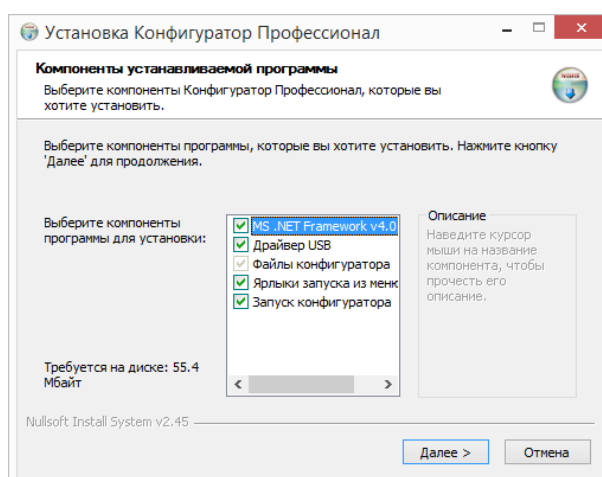 Установка Конфигуратор Профессионал
Компоненты устанавливаемой программы
Выберите компоненты Конфигуратор Профессионал, которые вы
хотите установить.
Выберите компоненты программы, которые вы хотите установить. Нажмите кнопку
'Далее' для продолжения.
Выберите компоненты
программы для установки:
MS .NET Framework v4.0
Драйвер USB
Файлы конфигуратора
Ярлыки запуска из менк
Запуск конфигуратора
Описание
Наведите курсор
мыши на название
компонента, чтобы
прочесть его
описание.
Требуется на диске: 55.4
Мбайт
Nullsoft Install System v2.45
Далее >
Отмена